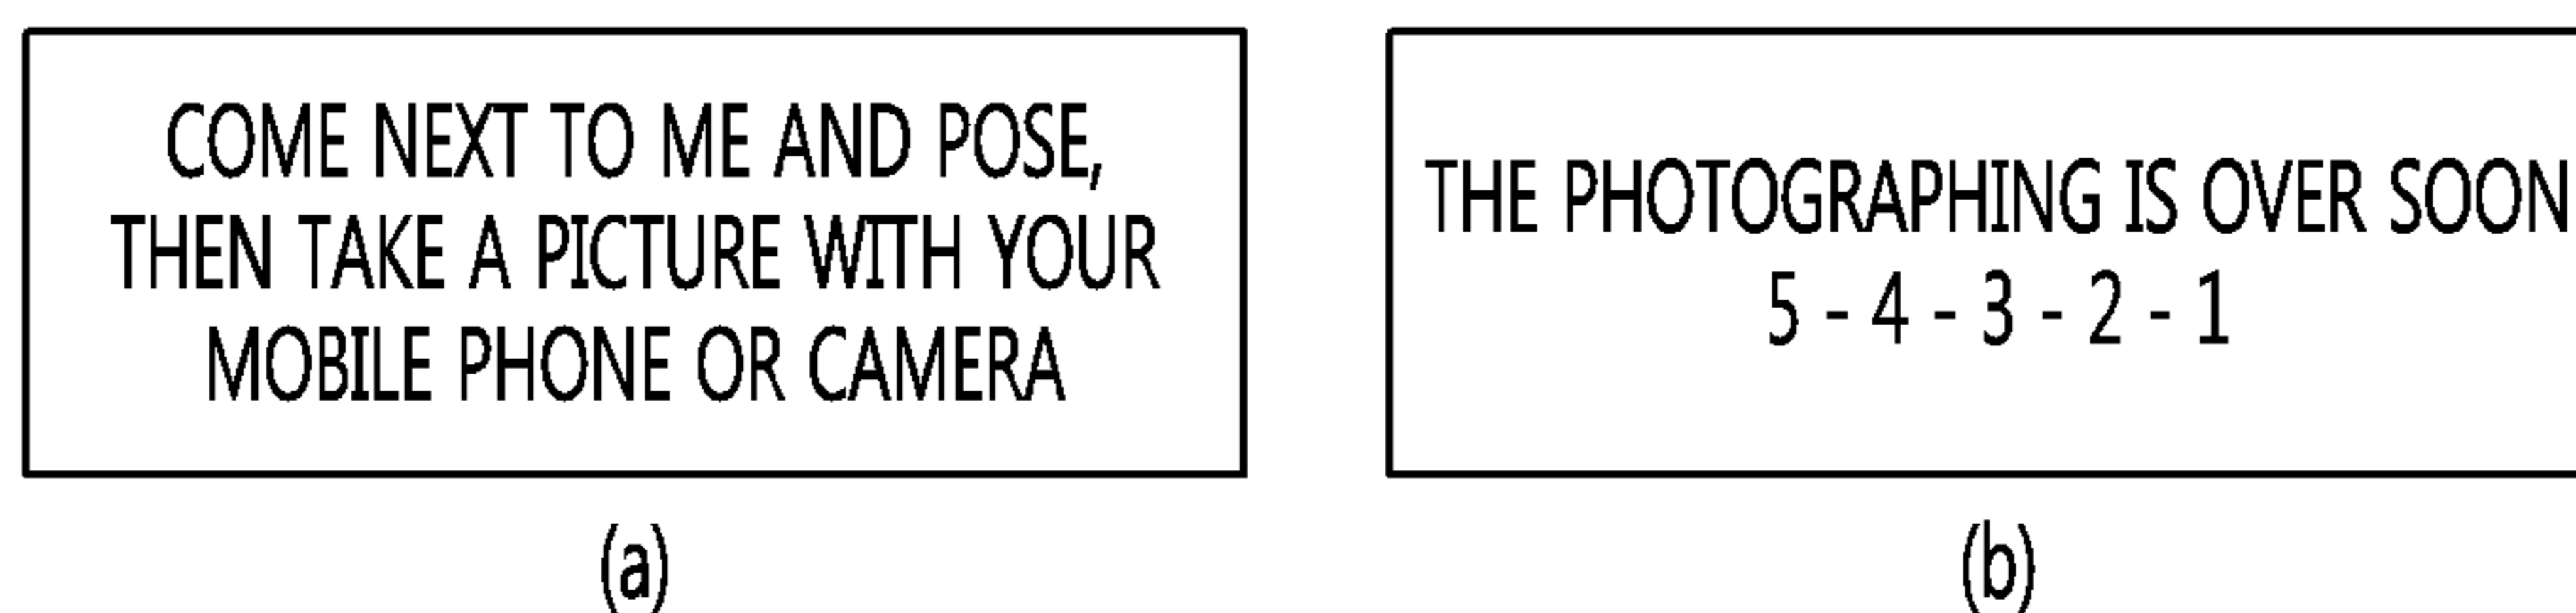 COME NEXT TO ME AND POSE,
THEN TAKE A PICTURE WITH YOUR
MOBILE PHONE OR CAMERA
(a)
THE PHOTOGRAPHING IS OVER SOON
5 - 4 - 3 - 2 - 1
(b)